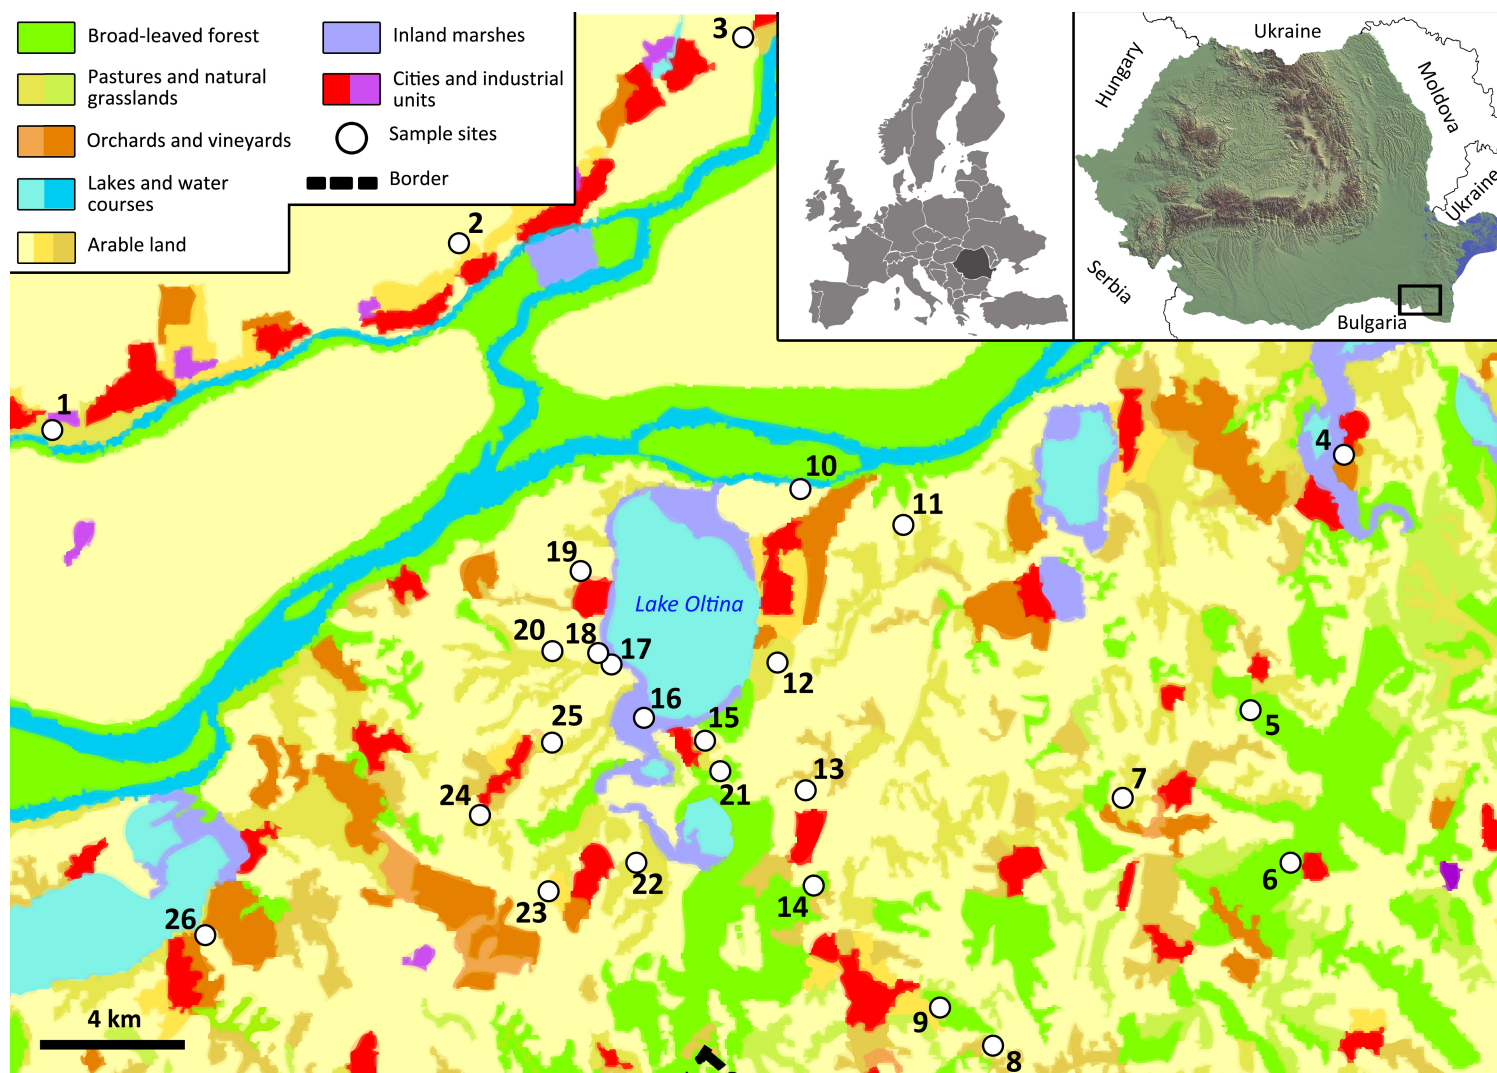 Broad-leaved forest
Pastures and natural
grasslands
Orchards and vineyards
Lakes and water
courses
Arable land
Inland marshes
Cities and industrial
units
Sample sites
Border
Ukraine
Hungary
Moldova
Ukraine
Serbia
Bulgaria
3
2
1
4
10
11
19
Lake Oltina
20
18
17
12
16
25
15
5
13
7
21
24
22
6
23
14
26
9
8
4 km